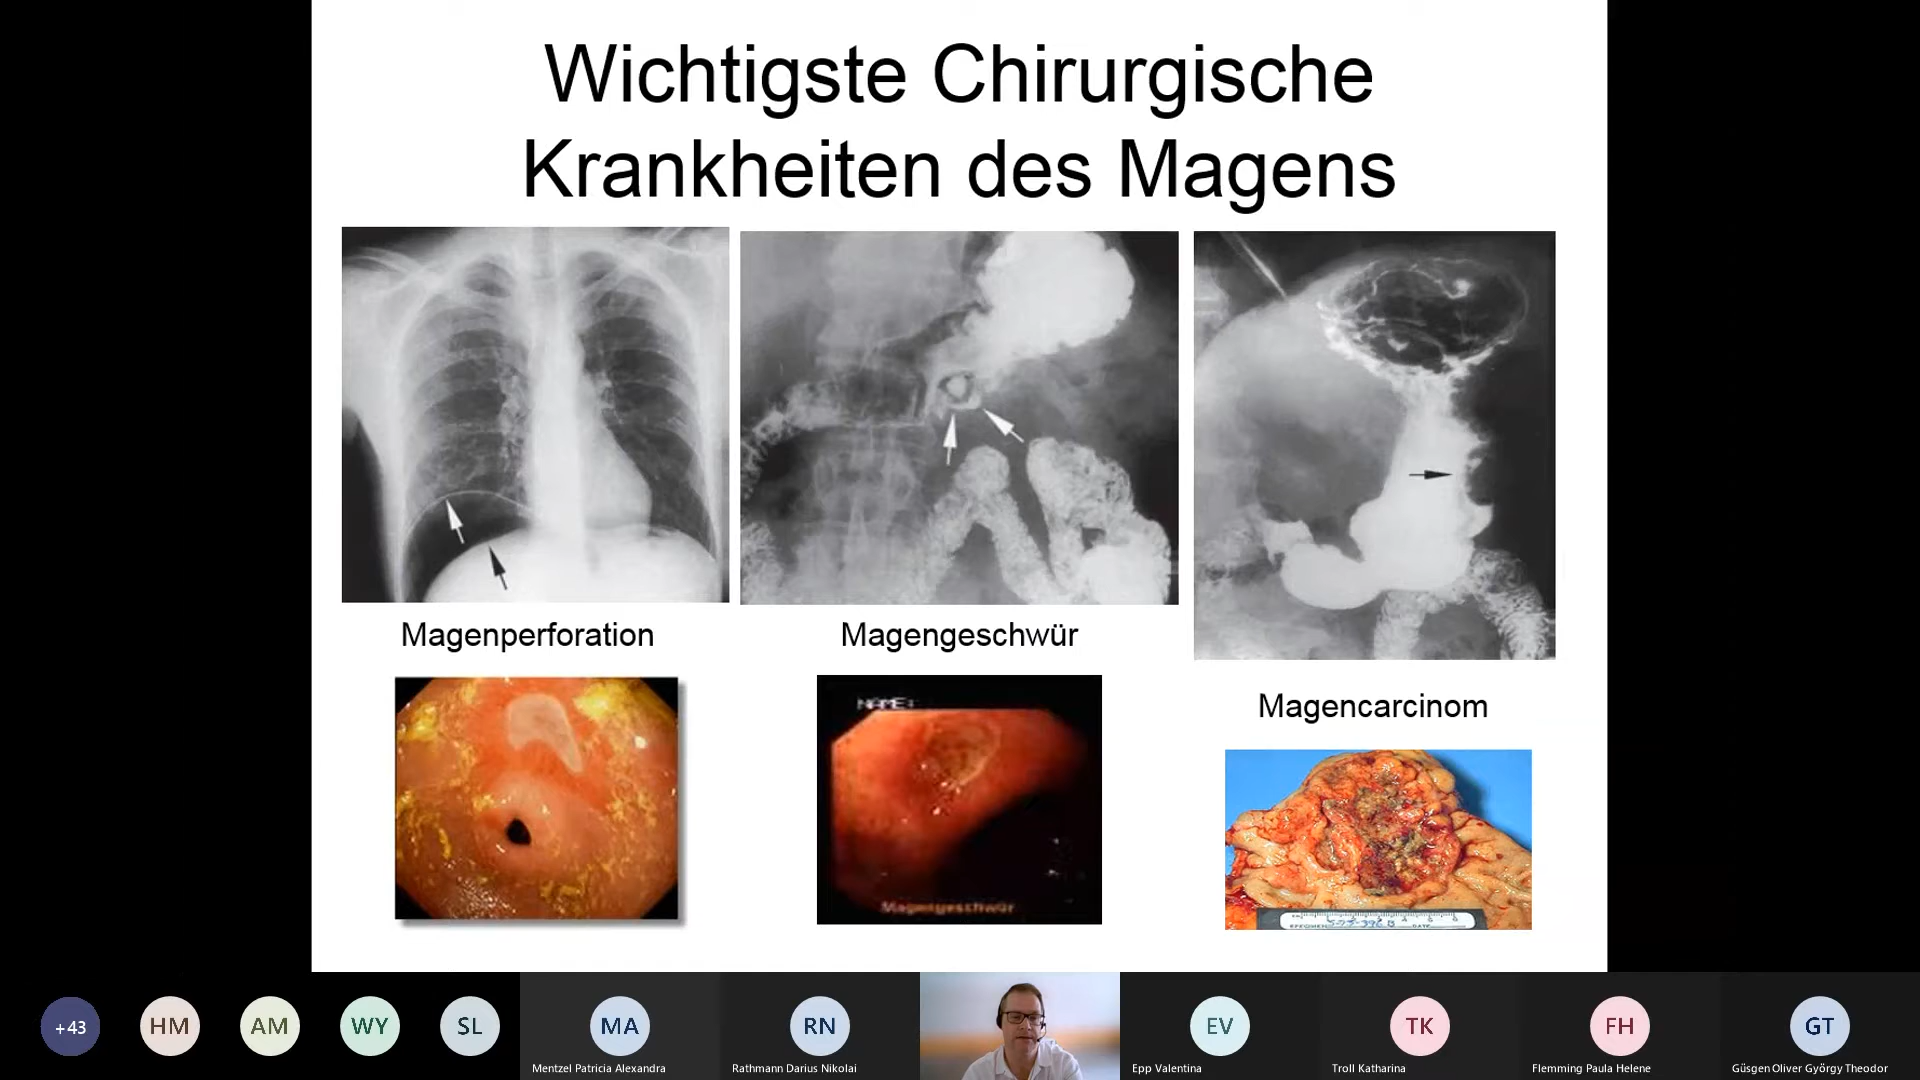 Wichtigste Chirurgische
Krankheiten des Magens
Magenperforation
Magengeschwür
Magencarcinom
NAME:
Magengeschwür
+43
HM
AM
WY
SL
MA
RN
EV
TK
FH
GT
Mentzel Patricia Alexandra
Rathmann Darius Nikolai
Epp Valentina
Troll Katharina
Flemming Paula Helene
Güsgen Oliver György Theodor